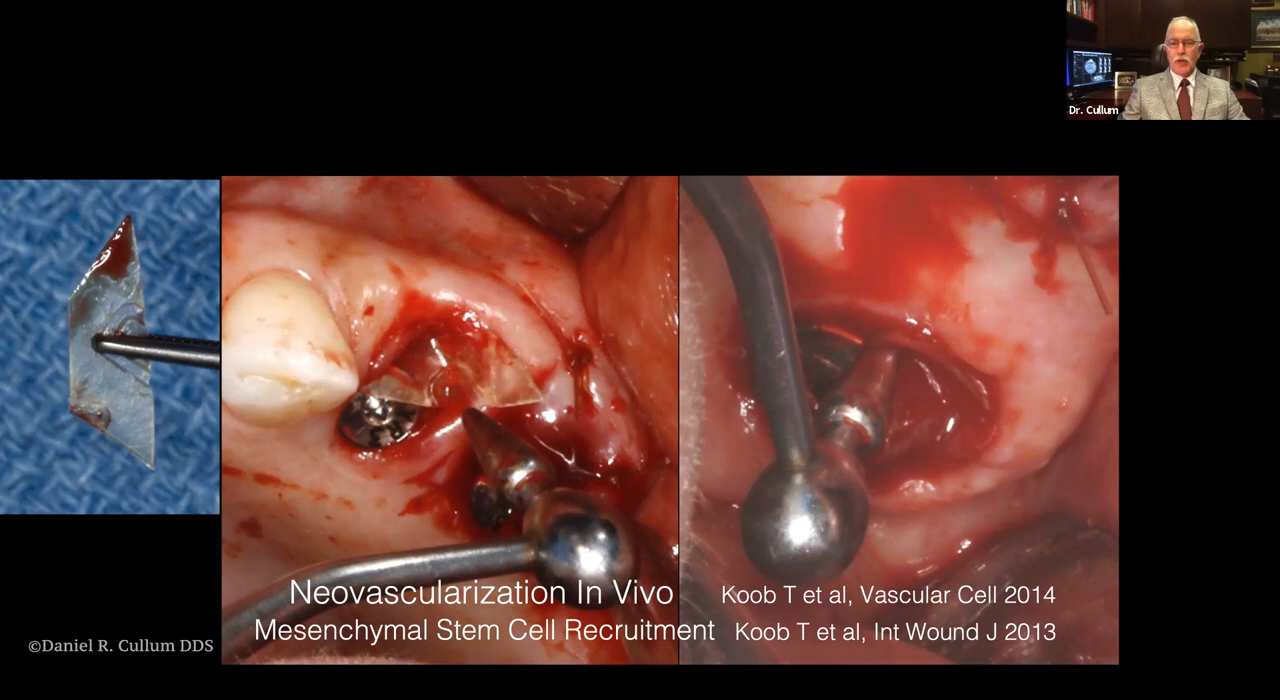 Dr. Cullum
Neovascularization In Vivo
Koob T et al, Vascular Cell 2014
Mesenchymal Stem Cell Recruitment
Koob T et al, Int Wound J 2013
©Daniel R. Cullum DDS